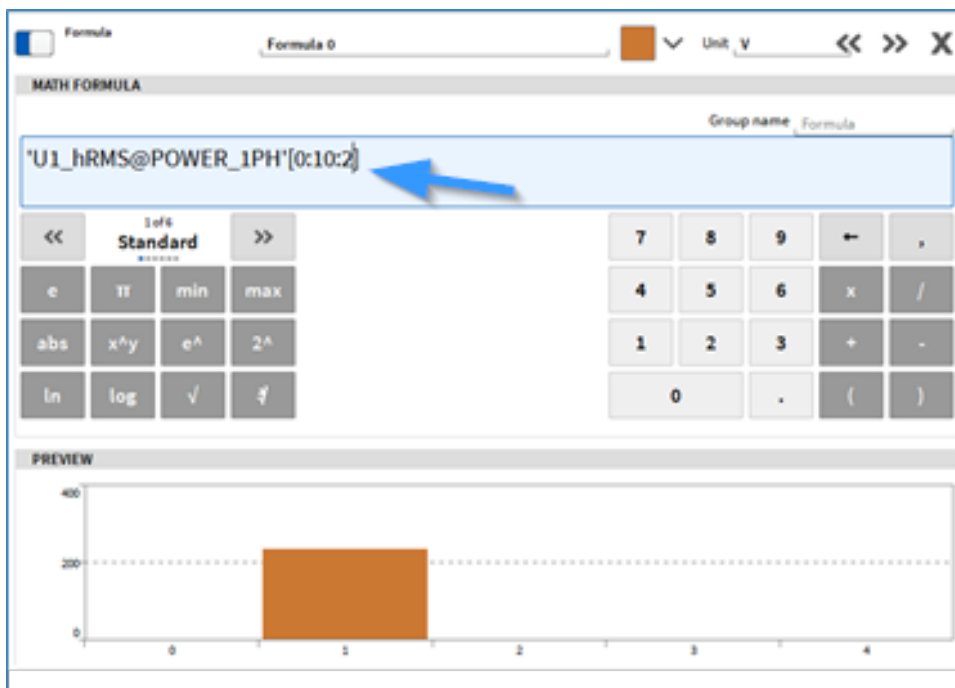 Formula
Formula 0
Unit V << >> X
MATH FORMULA
Group name Formula
'U1_hRMS@POWER_1PH'[0:10:2]
<< 1 of 6 >> 7 8 9 ← ,
Standard
e π min max 4 5 6 x /
abs x^y e^ 2^ 1 2 3 + -
ln log √ 0 . ( )
PREVIEW
400
200
0
0 1 2 3 4